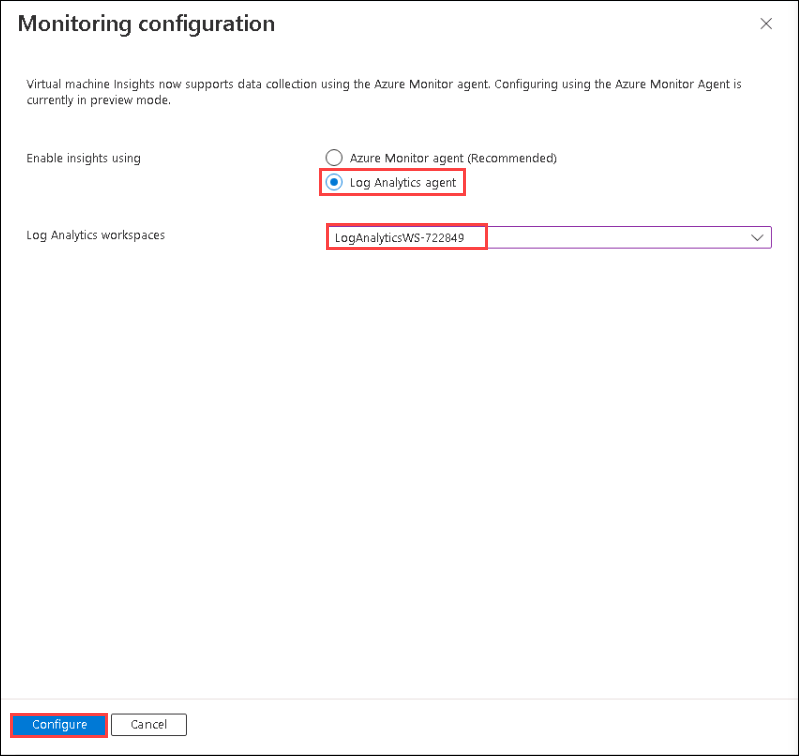 Monitoring configuration
Virtual machine Insights now supports data collection using the Azure Monitor agent. Configuring using the Azure Monitor Agent is
currently in preview mode.
Enable insights using
Azure Monitor agent (Recommended)
Log Analytics agent
Log Analytics workspaces
LogAnalyticsWS-722849
Configure
Cancel